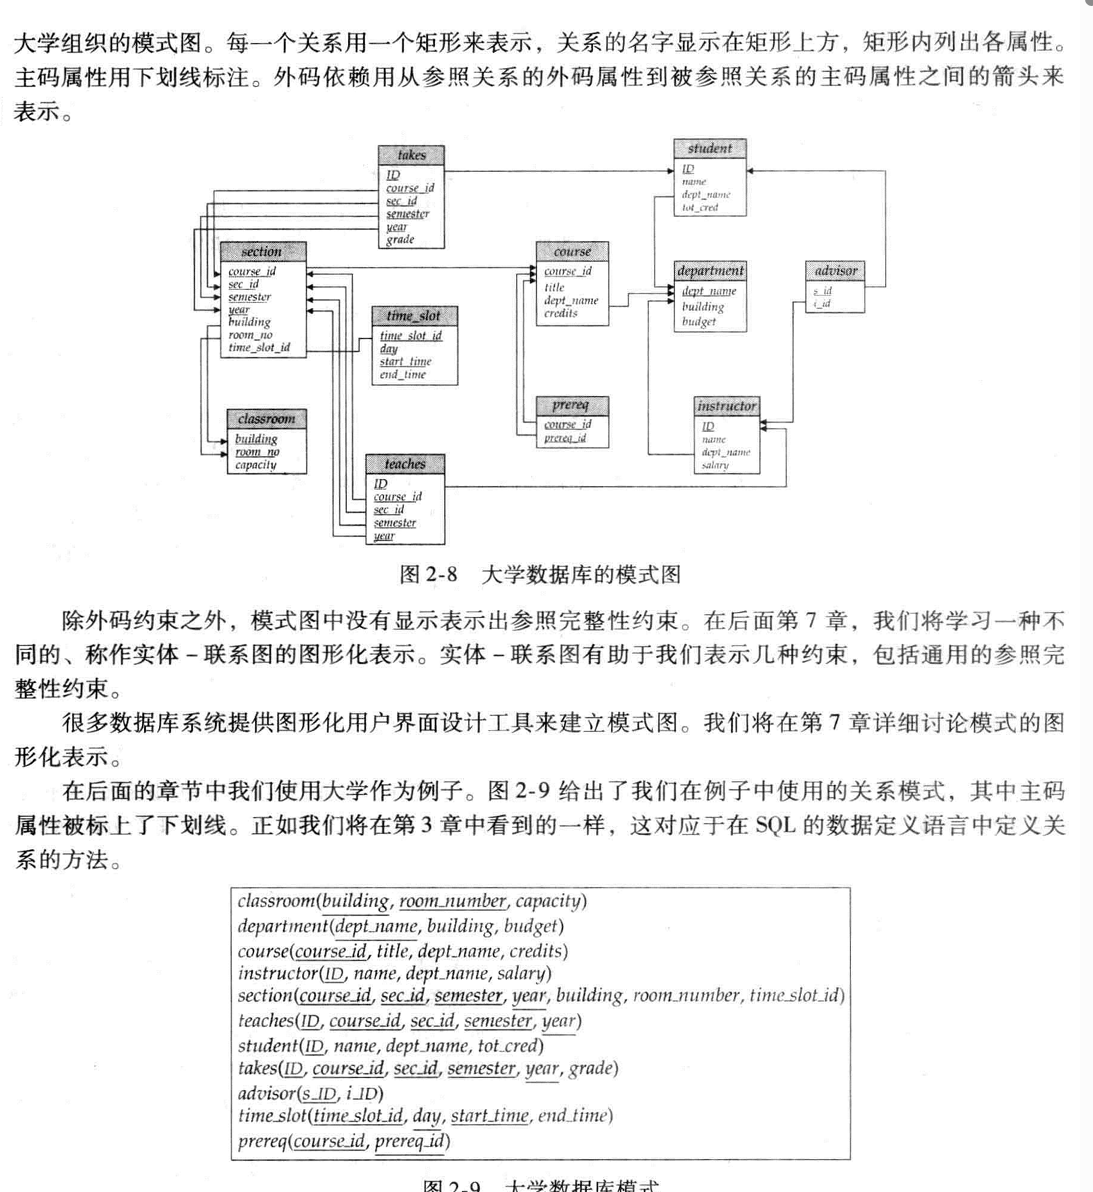 大学组织的模式图。每一个关系用一个矩形来表示，关系的名字显示在矩形上方，矩形内列出各属性。
主码属性用下划线标注。外码依赖用从参照关系的外码属性到被参照关系的主码属性之间的箭头来
表示。
takes
ID
course_id
sec_id
semester
year
grade
student
ID
name
dept_name
tot_cred
section
course_id
sec_id
semester
year
building
room_no
time_slot_id
course
course_id
title
dept_name
credits
department
dept_name
building
budget
advisor
s_id
i_id
time_slot
time_slot_id
day
start_time
end_time
classroom
building
room_no
capacity
prereq
course_id
prereq_id
instructor
ID
name
dept_name
salary
teaches
ID
course_id
sec_id
semester
year
图 2-8 大学数据库的模式图
除外码约束之外，模式图中没有显示表示出参照完整性约束。在后面第 7 章，我们将学习一种不
同的、称作实体－联系图的图形化表示。实体－联系图有助于我们表示几种约束，包括通用的参照完
整性约束。
很多数据库系统提供图形化用户界面设计工具来建立模式图。我们将在第 7 章详细讨论模式的图
形化表示。
在后面的章节中我们使用大学作为例子。图 2-9 给出了我们在例子中使用的关系模式，其中主码
属性被标上了下划线。正如我们将在第 3 章中看到的一样，这对应于在 SQL 的数据定义语言中定义关
系的方法。
classroom(building, room_number, capacity)
department(dept_name, building, budget)
course(course_id, title, dept_name, credits)
instructor(ID, name, dept_name, salary)
section(course_id, sec_id, semester, year, building, room_number, time_slot_id)
teaches(ID, course_id, sec_id, semester, year)
student(ID, name, dept_name, tot_cred)
takes(ID, course_id, sec_id, semester, year, grade)
advisor(s_ID, i_ID)
time_slot(time_slot_id, day, start_time, end_time)
prereq(course_id, prereq_id)
图 2-9 大学数据库模式